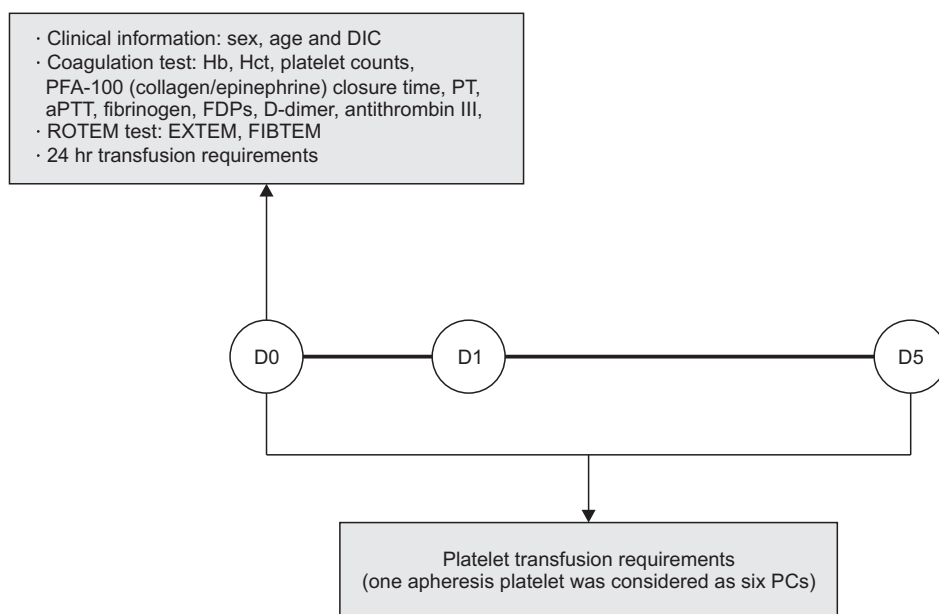 · Clinical information: sex, age and DIC
· Coagulation test: Hb, Hct, platelet counts,
PFA-100 (collagen/epinephrine) closure time, PT,
aPTT, fibrinogen, FDPs, D-dimer, antithrombin III,
· ROTEM test: EXTEM, FIBTEM
· 24 hr transfusion requirements
D0
D1
D5
Platelet transfusion requirements
(one apheresis platelet was considered as six PCs)